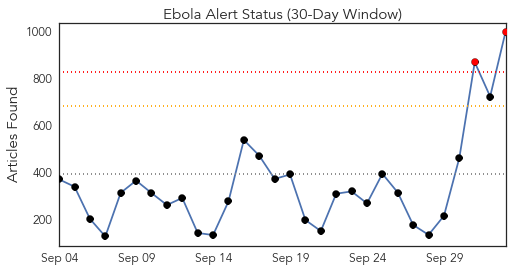 Ebola Alert Status (30-Day Window)
Articles Found
1000
800
600
400
200
Sep 04
Sep 09
Sep 14
Sep 19
Sep 24
Sep 29